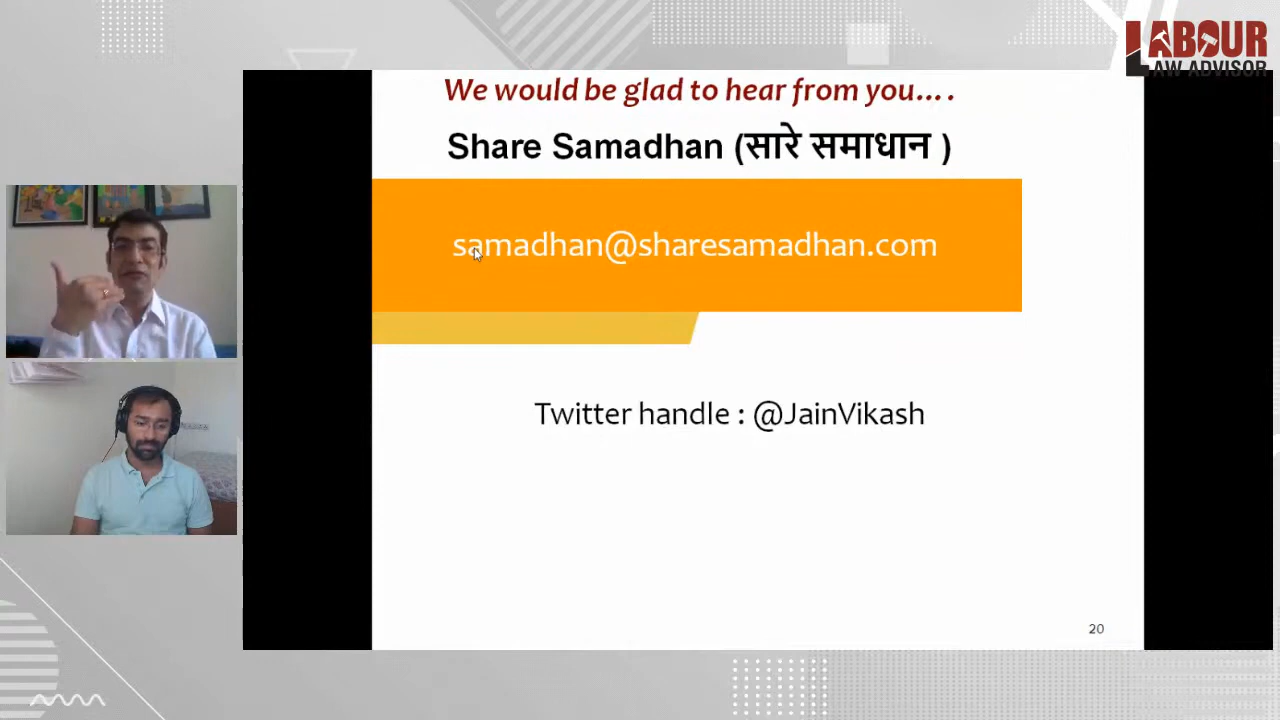 LABOUR
LAW ADVISOR
We would be glad to hear from you....
Share Samadhan (सारे समाधान )
samadhan@sharesamadhan.com
Twitter handle : @JainVikash
20